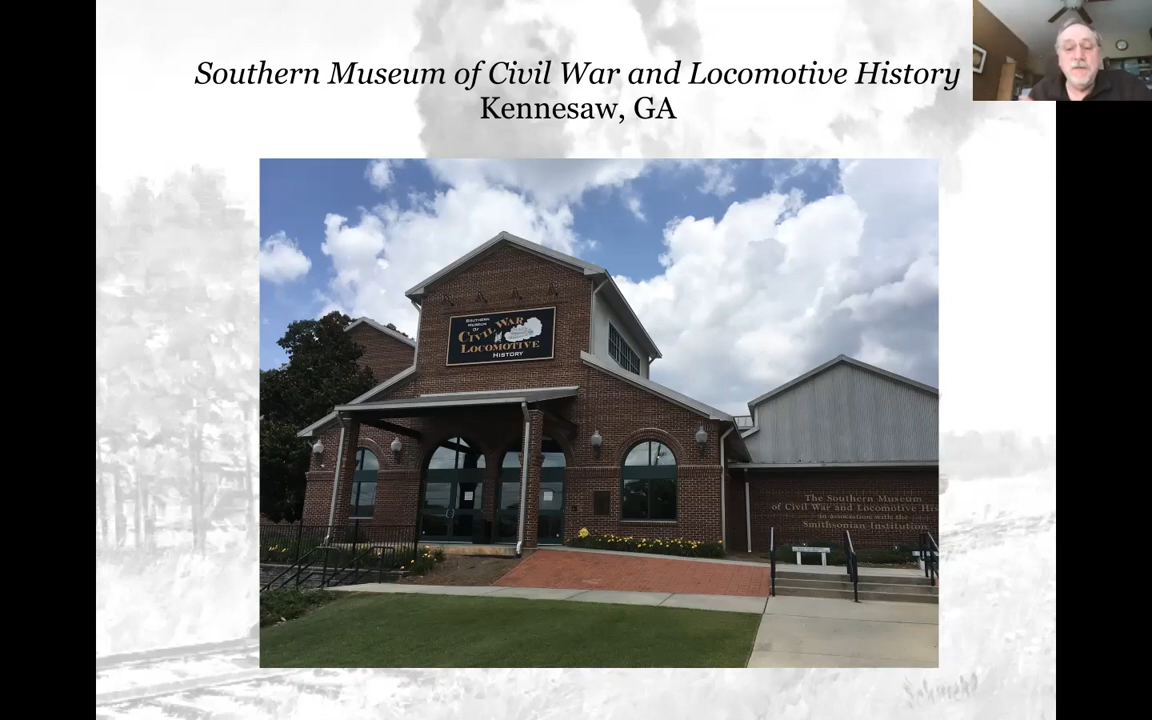 Southern Museum of Civil War and Locomotive History
Kennesaw, GA
SOUTHERN
MUSEUM
OF
CIVIL WAR
LOCOMOTIVE
HISTORY
The Southern Museum
of Civil War and Locomotive His
in association with the
Smithsonian Institution